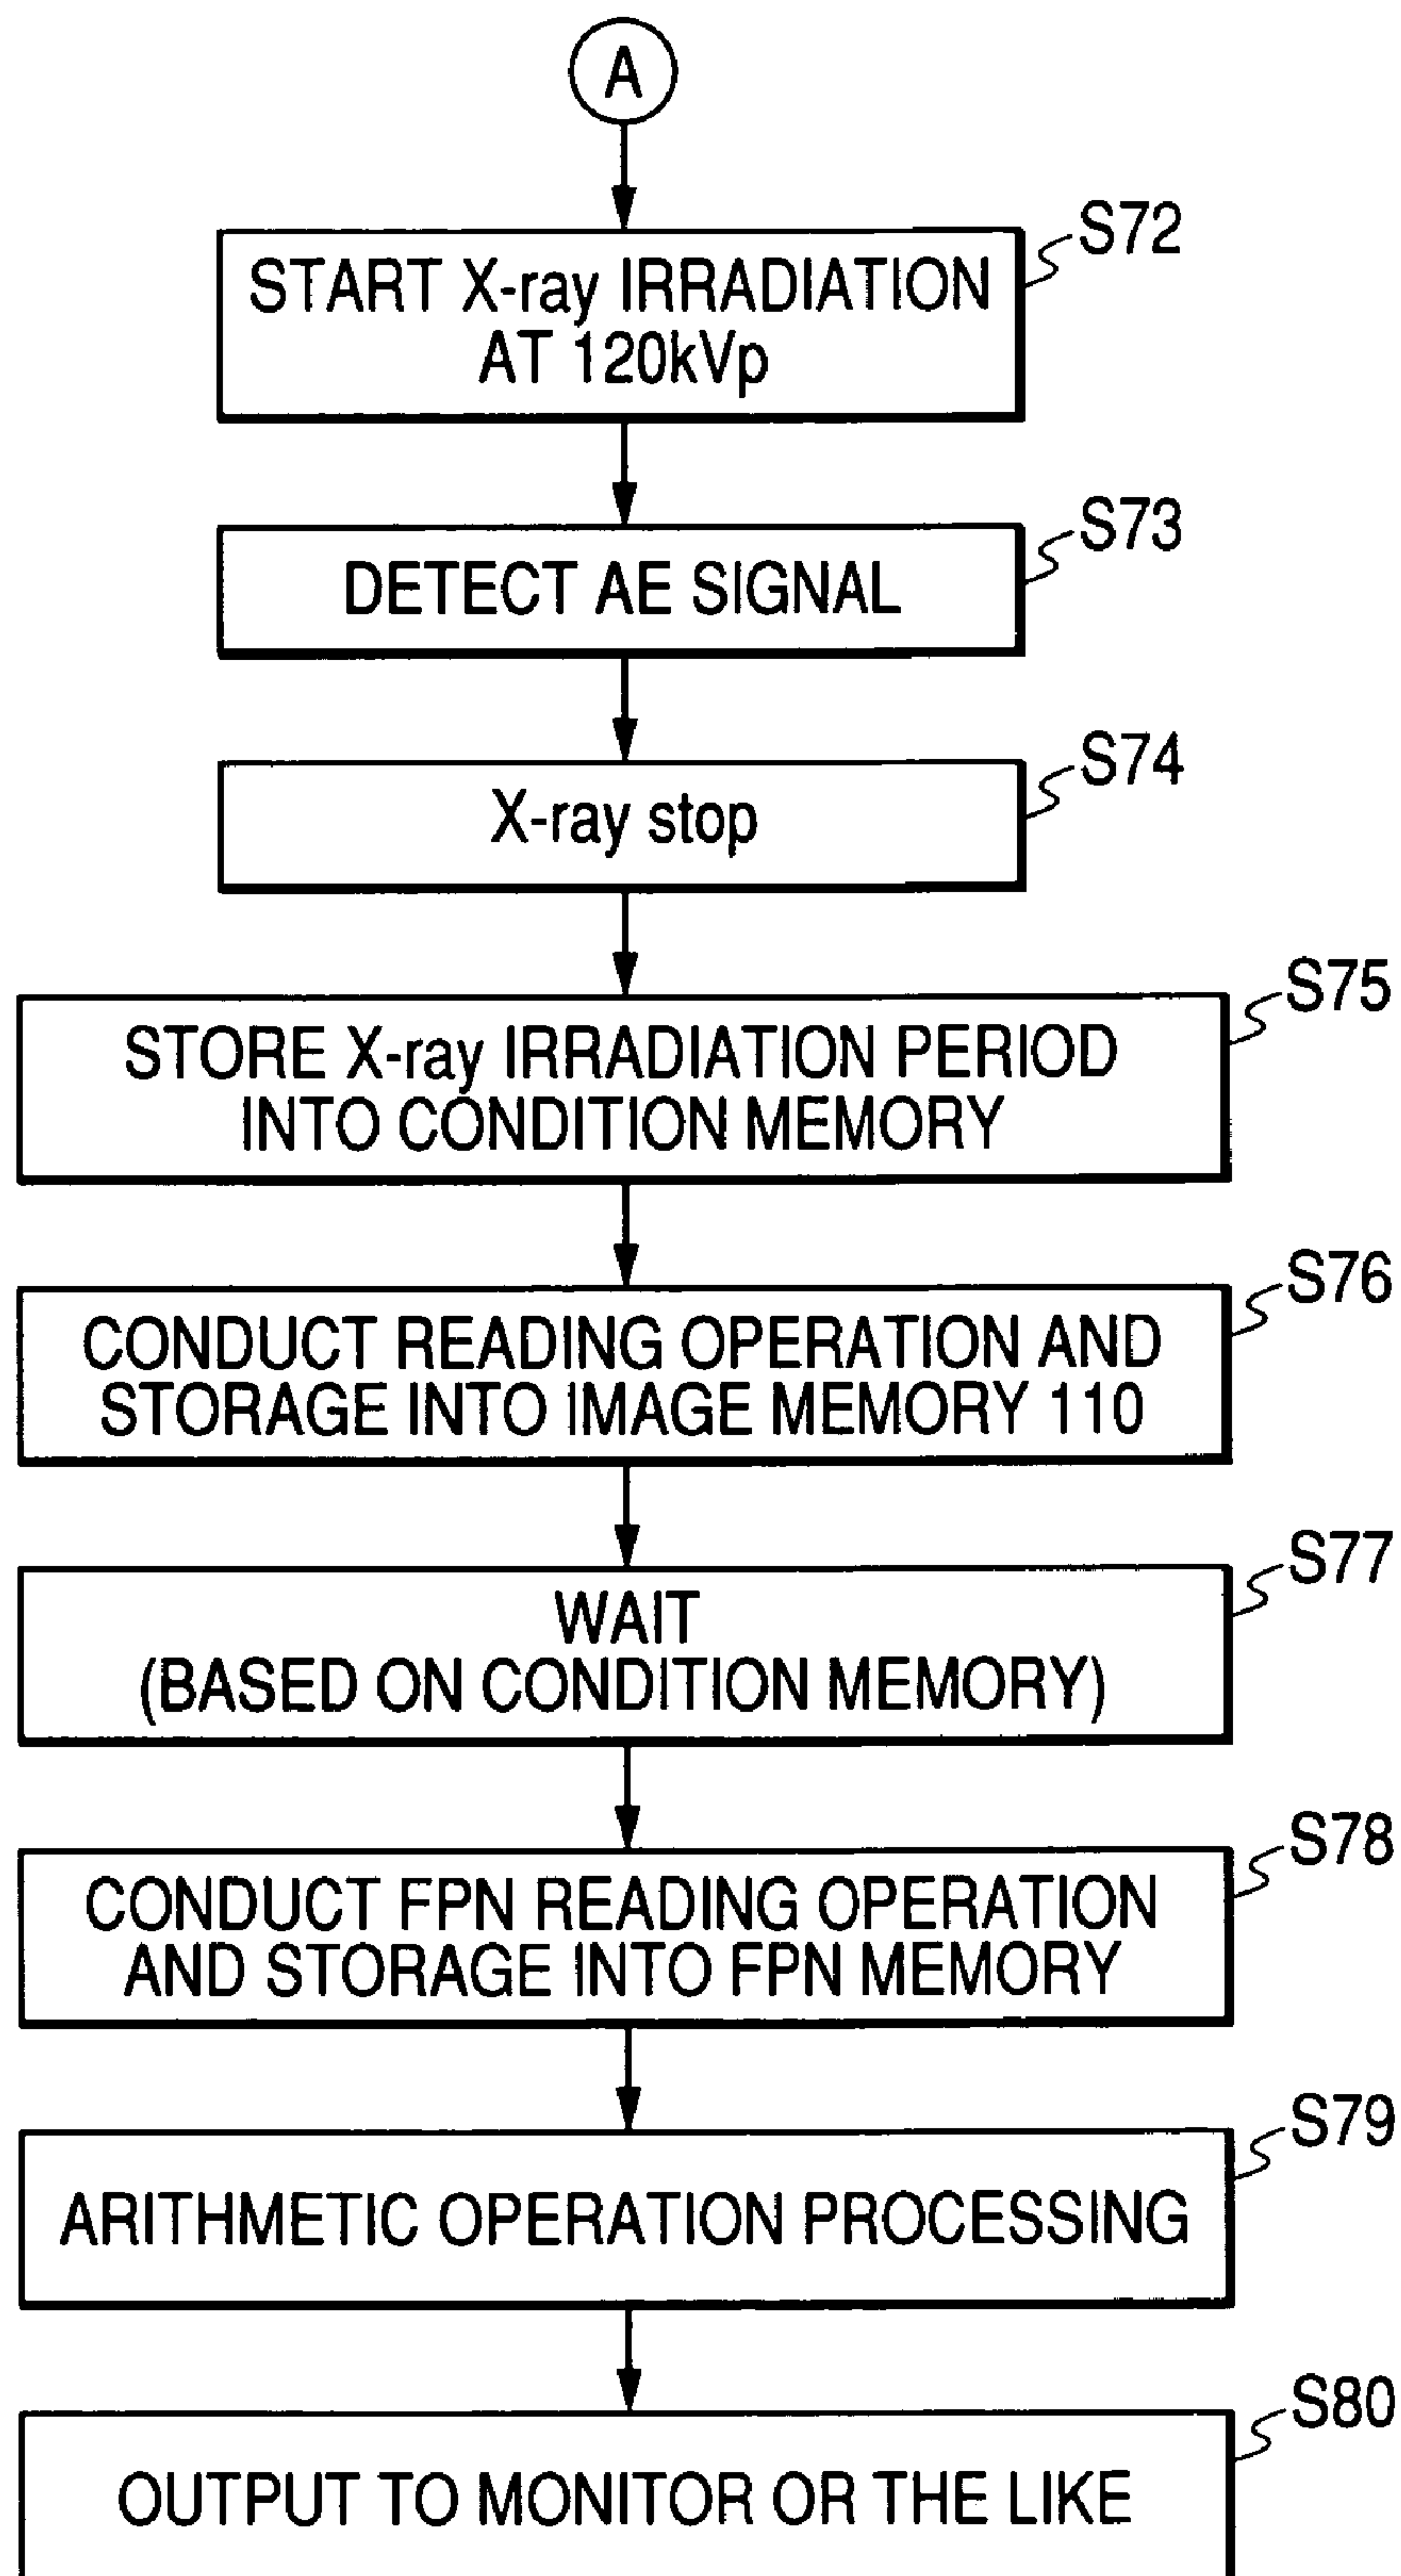 A
S72
START X-ray IRRADIATION
AT 120kVp
S73
DETECT AE SIGNAL
S74
X-ray stop
S75
STORE X-ray IRRADIATION PERIOD
INTO CONDITION MEMORY
S76
CONDUCT READING OPERATION AND
STORAGE INTO IMAGE MEMORY 110
S77
WAIT
(BASED ON CONDITION MEMORY)
S78
CONDUCT FPN READING OPERATION
AND STORAGE INTO FPN MEMORY
S79
ARITHMETIC OPERATION PROCESSING
S80
OUTPUT TO MONITOR OR THE LIKE